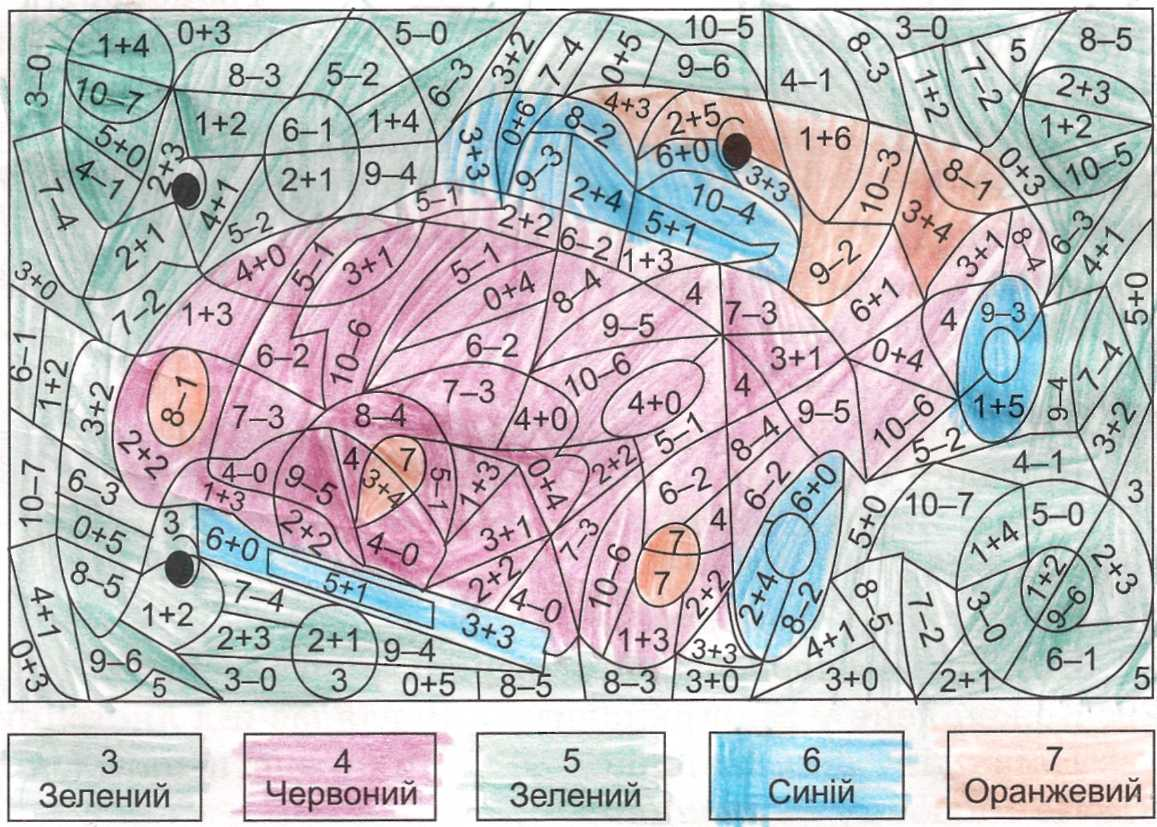 1+4 0+3 5–0 3+2 7–4 0+5 10–5 8–3 3–0 5 8–5
3–0 10–7 8–3 5–2 6–3 9–6 4–1 1+2 7–2 2+3
5+0 1+2 6–1 1+4 3+3 0+6 8–2 4+3 2+5 1+6 1+2
7–4 4–1 2+3 2+1 9–4 9–3 6+0 3+3 10–3 8–1 0+3 10–5
2+1 4+1 5–2 5–1 2+2 2+4 10–4 5+1 9–2 3+4 3+1 8–4 6–3 4+1
3+0 7–2 4+0 5–1 3+1 5–1 6–2 1+3 6+1 5+0
1+3 0+4 8–4 4 7–3 4 9–3
6–1 1+2 6–2 10–6 6–2 9–5 3+1 0+4 7–4
3+2 8–1 7–3 8–4 7–3 4+0 10–6 4+0 4 9–5 10–6 1+5 9–4 3+2
2+2 4–0 9–5 4 7 3+4 5–1 1+3 0+4 2+2 5–1 8–4 5–2 4–1
10–7 6–3 1+3 2+2 4–0 3+1 6–2 4 6–2 6+0 5+0 10–7 5–0 3
0+5 3 6+0 5+1 2+2 7–3 10–6 7 1+4 2+3
8–5 7–4 3+3 4–0 7 2+2 2+4 8–2 8–5 7–2 3–0 1+2 9–6
4+1 1+2 2+3 2+1 9–4 1+3 3+3 4+1 6–1
0+3 9–6 5 3–0 3 0+5 8–5 8–3 3+0 3+0 2+1 5
3 4 5 6 7
Зелений Червоний Зелений Синій Оранжевий